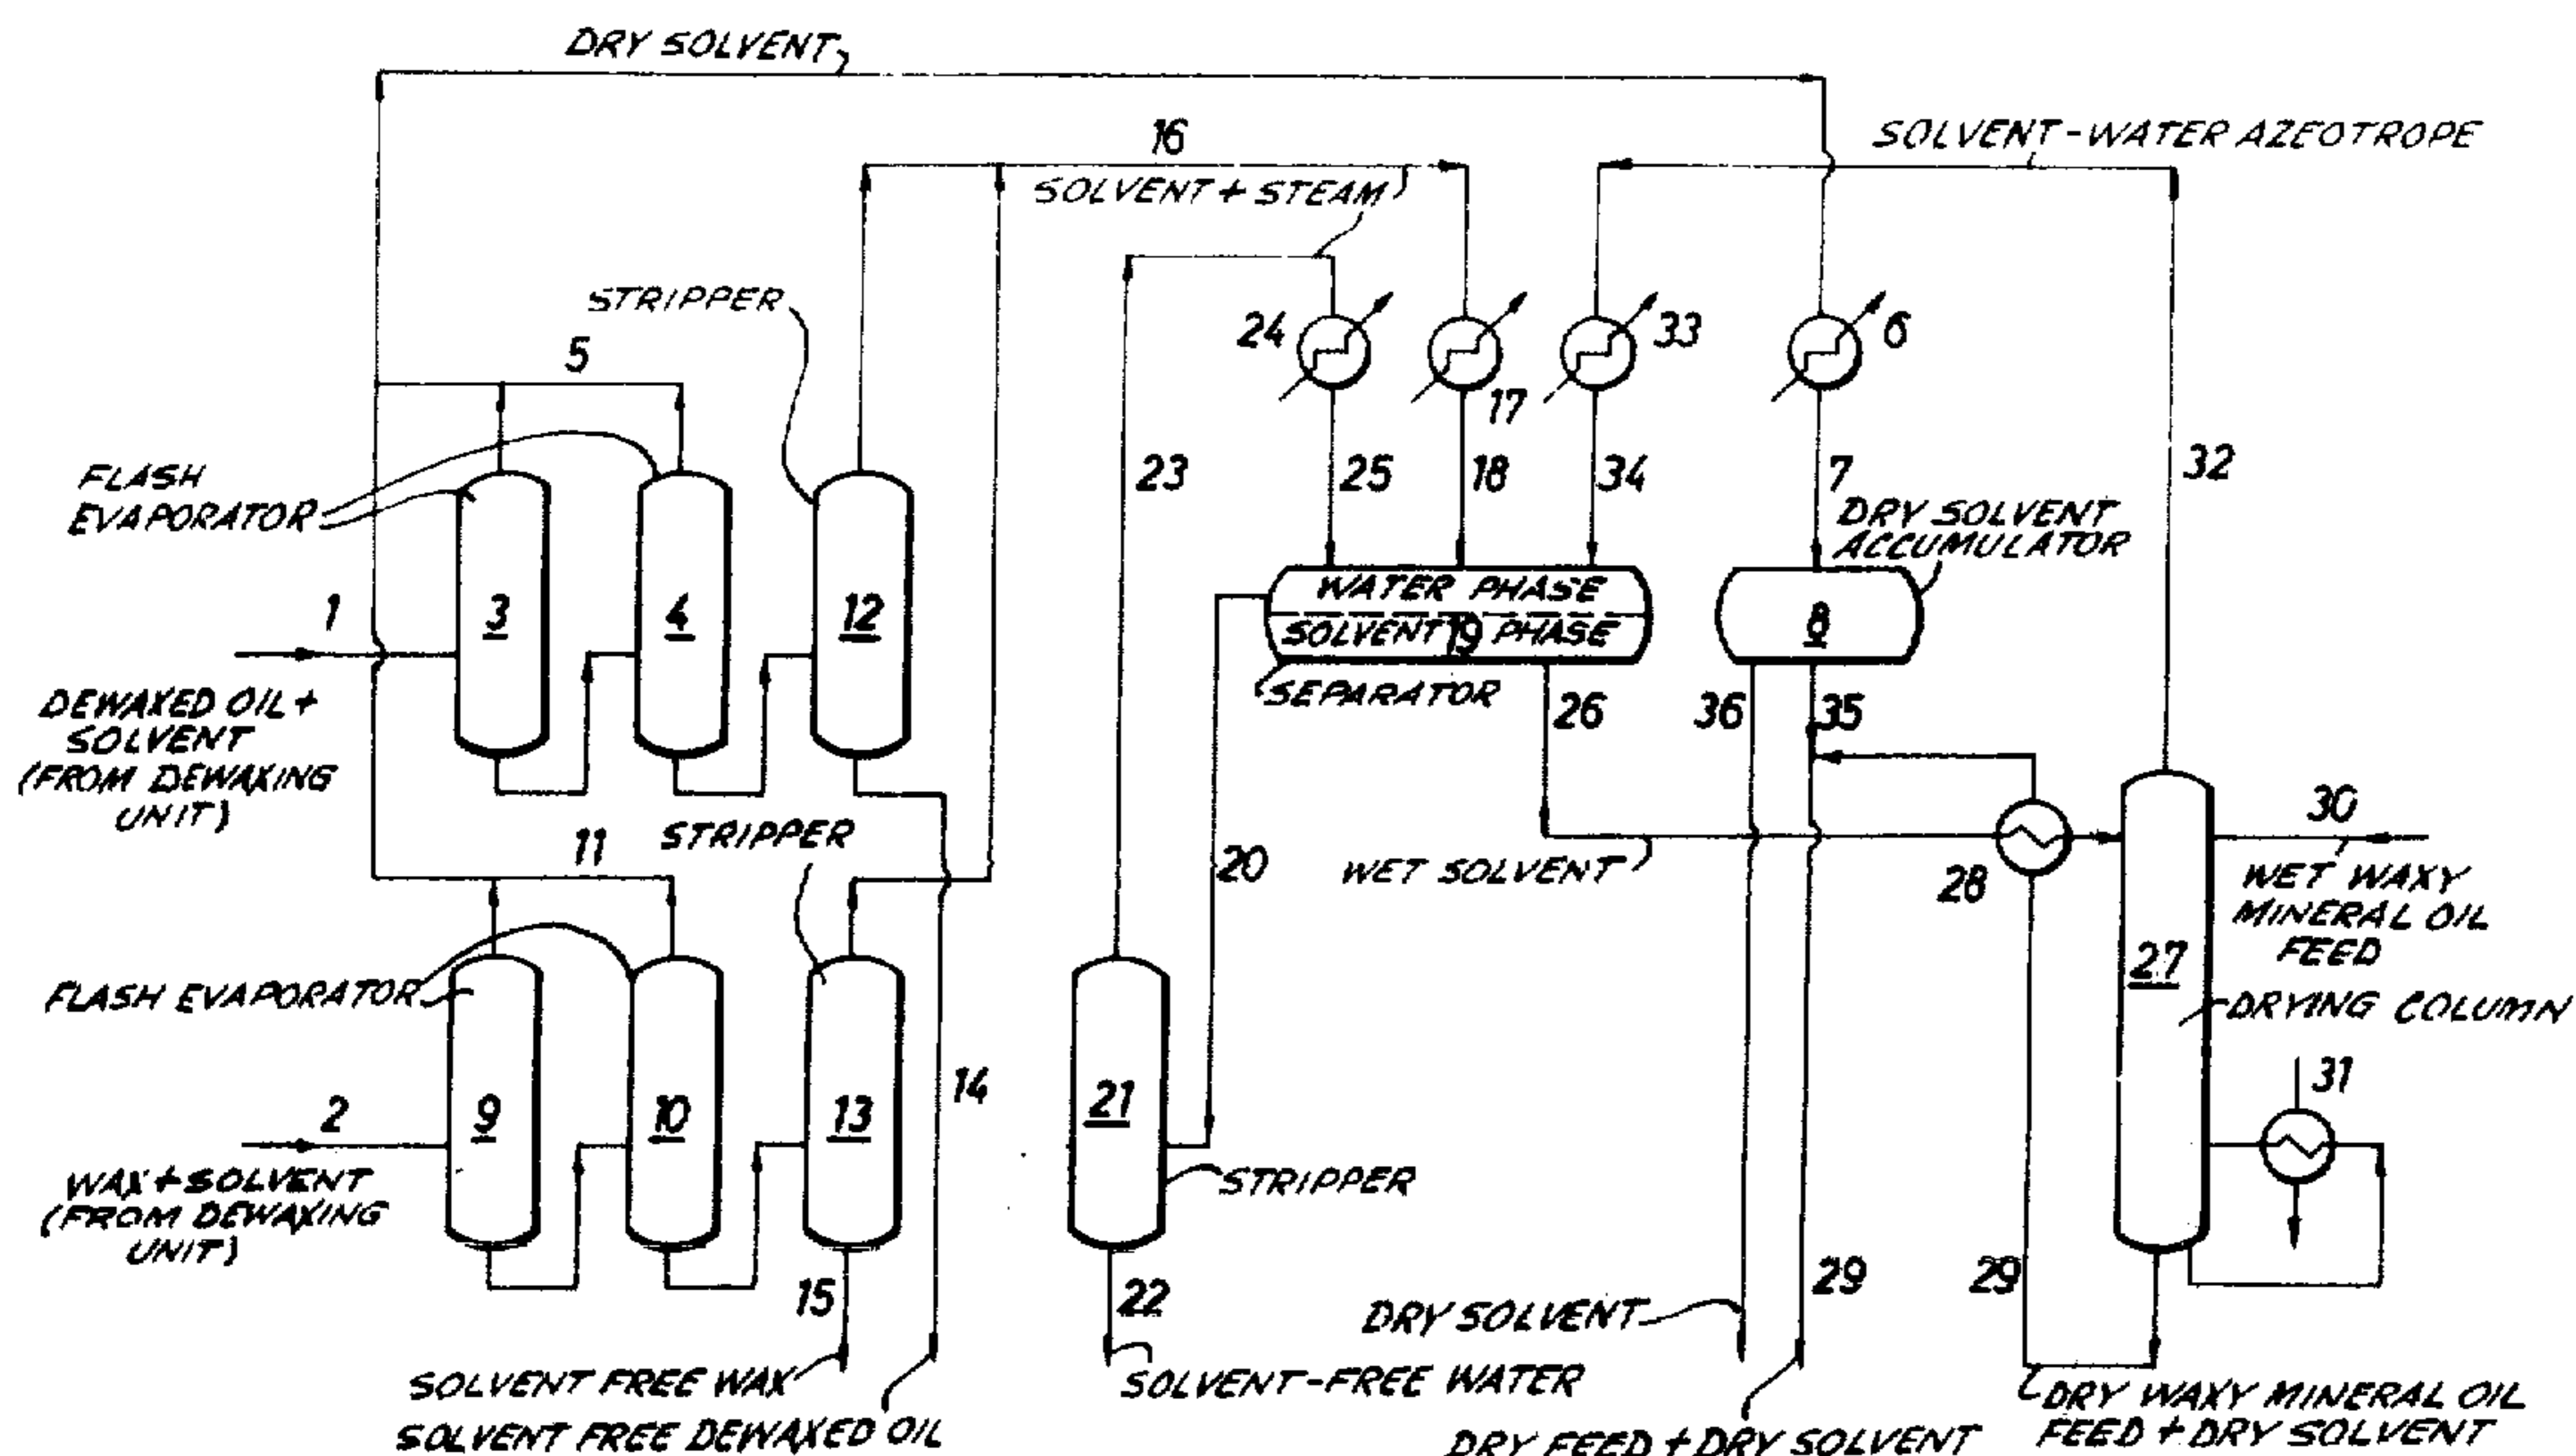 DRY SOLVENT
16
SOLVENT-WATER AZEOTROPE
SOLVENT + STEAM
STRIPPER
5
24
17
33
6
FLASH
EVAPORATOR
23
25
18
34
7
32
DRY SOLVENT
ACCUMULATOR
1
3
4
12
WATER PHASE
SOLVENT 19 PHASE
8
SEPARATOR
DEWAXED OIL +
SOLVENT
(FROM DEWAXING
UNIT)
26
36
35
11
STRIPPER
20
WET SOLVENT
28
30
WET WAXY
MINERAL OIL
FEED
27
FLASH EVAPORATOR
DRYING COLUMN
2
9
10
13
14
21
31
WAX + SOLVENT
(FROM DEWAXING
UNIT)
STRIPPER
15
22
29
29
DRY SOLVENT
SOLVENT FREE WAX
SOLVENT-FREE WATER
SOLVENT FREE DEWAXED OIL
DRY FEED + DRY SOLVENT
DRY WAXY MINERAL OIL
FEED + DRY SOLVENT